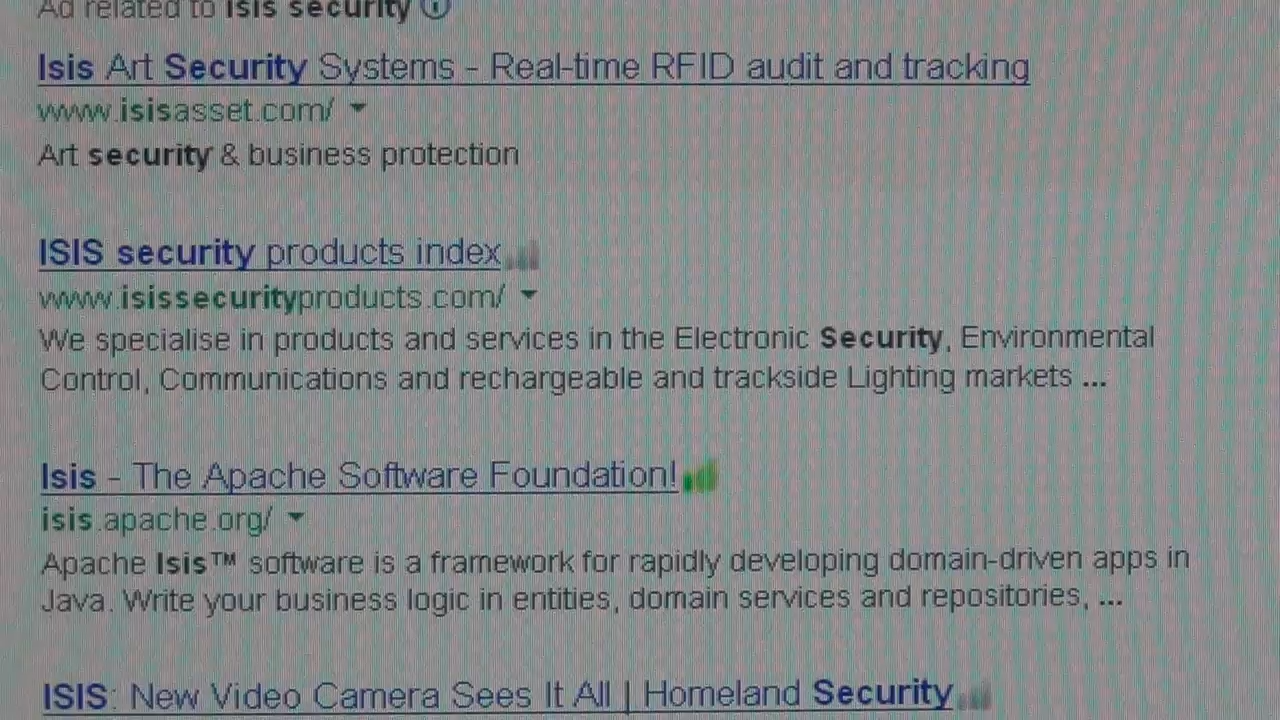 Ad related to isis security
Isis Art Security Systems - Real-time RFID audit and tracking
www.isisasset.com/
Art security & business protection
ISIS security products index
www.isissecurityproducts.com/
We specialise in products and services in the Electronic Security, Environmental
Control, Communications and rechargeable and trackside Lighting markets ...
Isis - The Apache Software Foundation!
isis.apache.org/
Apache Isis™ software is a framework for rapidly developing domain-driven apps in
Java. Write your business logic in entities, domain services and repositories, ...
ISIS: New Video Camera Sees It All | Homeland Security